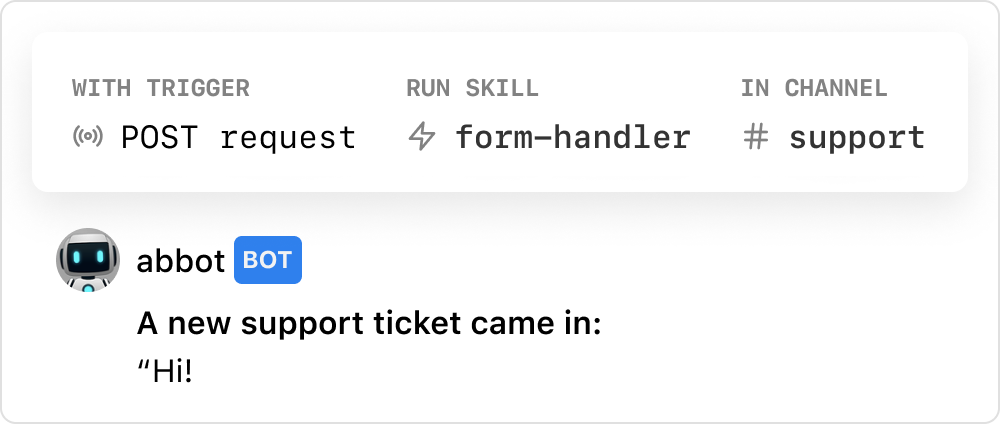 WITH TRIGGER RUN SKILL IN CHANNEL
POST request form-handler # support
abbot BOT
A new support ticket came in:
“Hi!